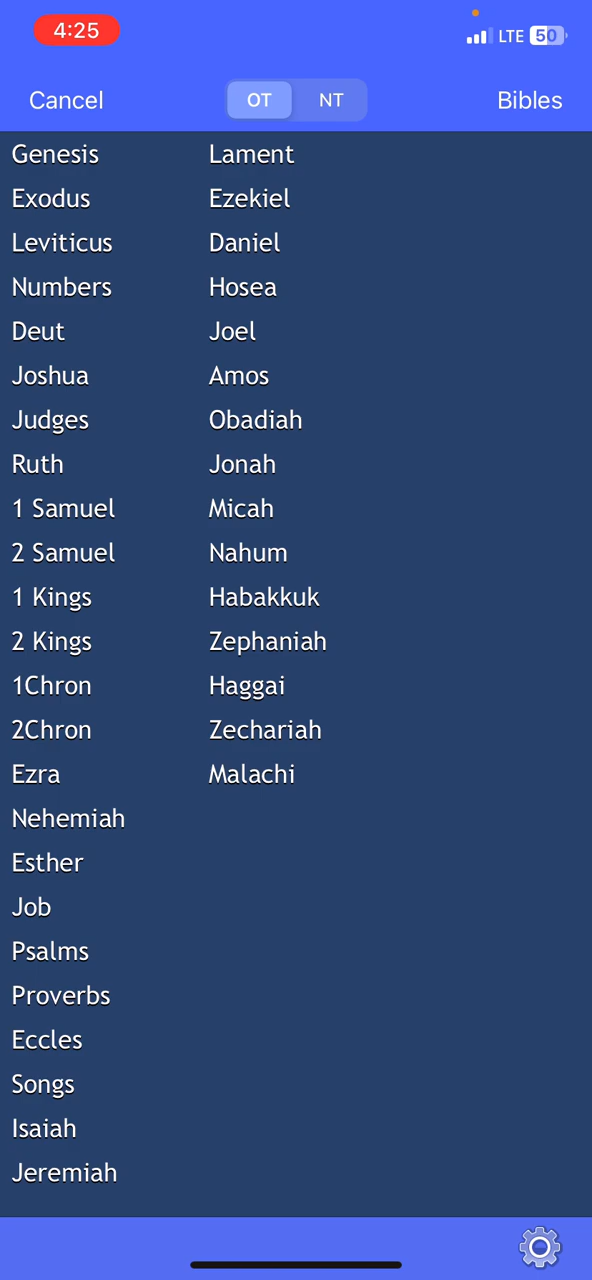 4:25
LTE 50
Cancel OT NT Bibles
Genesis
Exodus
Leviticus
Numbers
Deut
Joshua
Judges
Ruth
1 Samuel
2 Samuel
1 Kings
2 Kings
1Chron
2Chron
Ezra
Nehemiah
Esther
Job
Psalms
Proverbs
Eccles
Songs
Isaiah
Jeremiah
Lament
Ezekiel
Daniel
Hosea
Joel
Amos
Obadiah
Jonah
Micah
Nahum
Habakkuk
Zephaniah
Haggai
Zechariah
Malachi